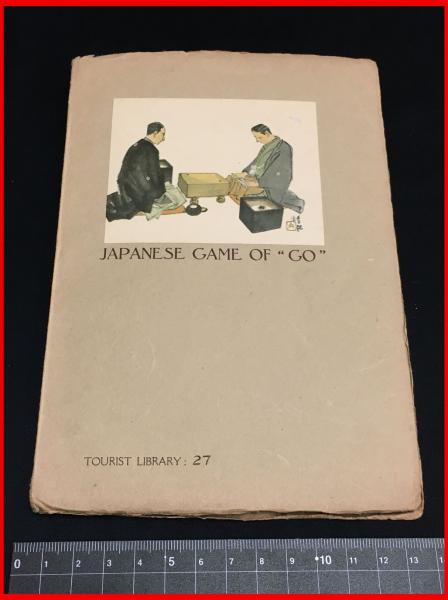 JAPANESE GAME OF "GO"
TOURIST LIBRARY: 27
0 1 2 3 4 5 6 7 8 9 10 11 12 13